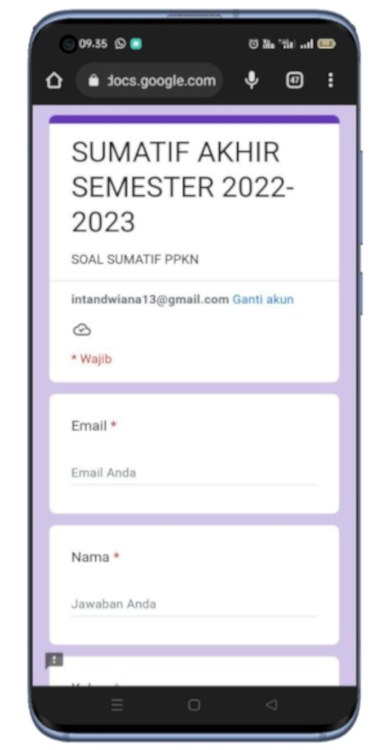 09.35
docs.google.com
47
SUMATIF AKHIR
SEMESTER 2022-
2023
SOAL SUMATIF PPKN
intandwiana13@gmail.com Ganti akun
* Wajib
Email *
Email Anda
Nama *
Jawaban Anda